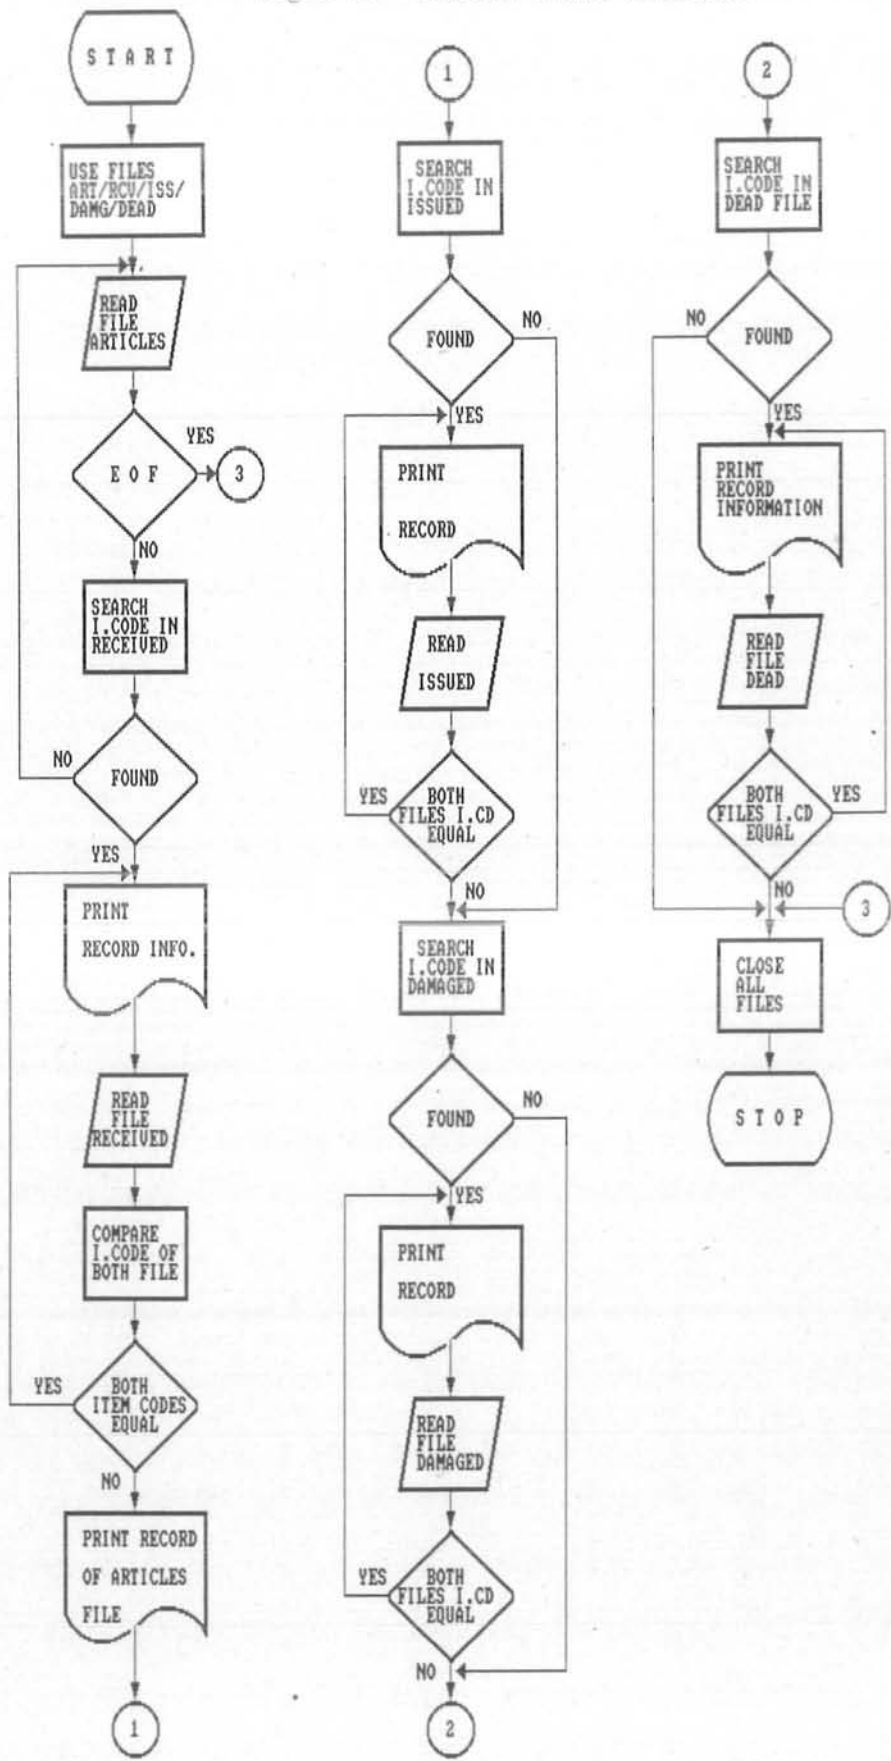 S T A R T
USE FILES
ART/RCV/ISS/
DAMG/DEAD
READ
FILE
ARTICLES
E O F
YES
3
NO
SEARCH
I.CODE IN
RECEIVED
FOUND
NO
YES
PRINT
RECORD INFO.
READ
FILE
RECEIVED
COMPARE
I.CODE OF
BOTH FILE
BOTH
ITEM CODES
EQUAL
YES
NO
PRINT RECORD
OF ARTICLES
FILE
1
1
SEARCH
I.CODE IN
ISSUED
FOUND
NO
YES
PRINT
RECORD
READ
ISSUED
BOTH
FILES I.CD
EQUAL
YES
NO
SEARCH
I.CODE IN
DAMAGED
FOUND
NO
YES
PRINT
RECORD
READ
FILE
DAMAGED
BOTH
FILES I.CD
EQUAL
YES
NO
2
2
SEARCH
I.CODE IN
DEAD FILE
FOUND
NO
YES
PRINT
RECORD
INFORMATION
READ
FILE
DEAD
BOTH
FILES I.CD
EQUAL
YES
NO
3
CLOSE
ALL
FILES
S T O P